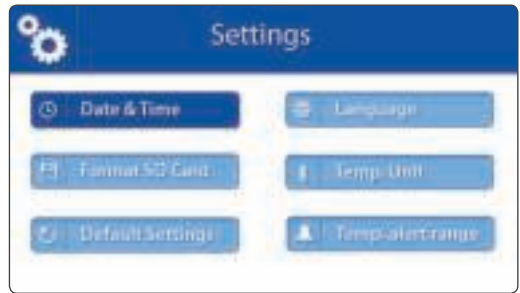 Settings
Date & Time
Language
Format SD Card
Temp. Unit
Default Settings
Temp. alert range